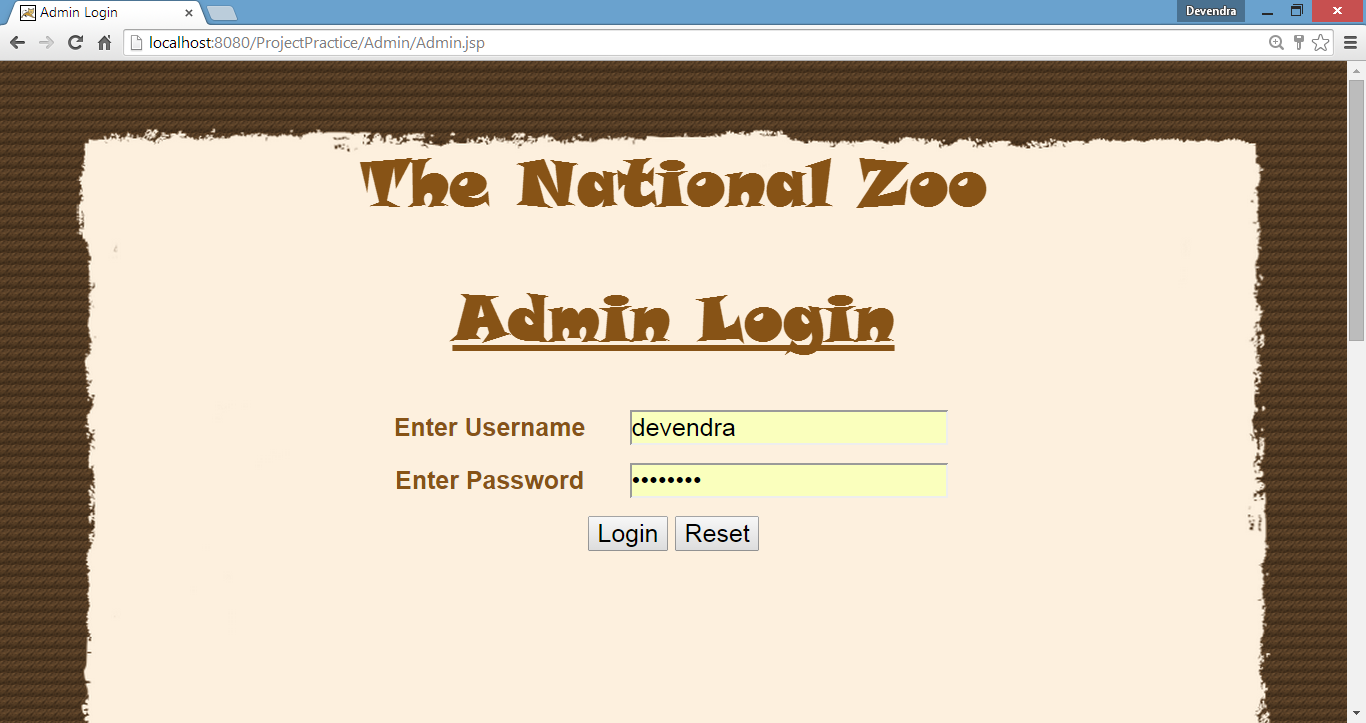 Admin Login
Devendra
localhost:8080/ProjectPractice/Admin/Admin.jsp
The National Zoo
Admin Login
Enter Username devendra
Enter Password ••••••••
Login Reset